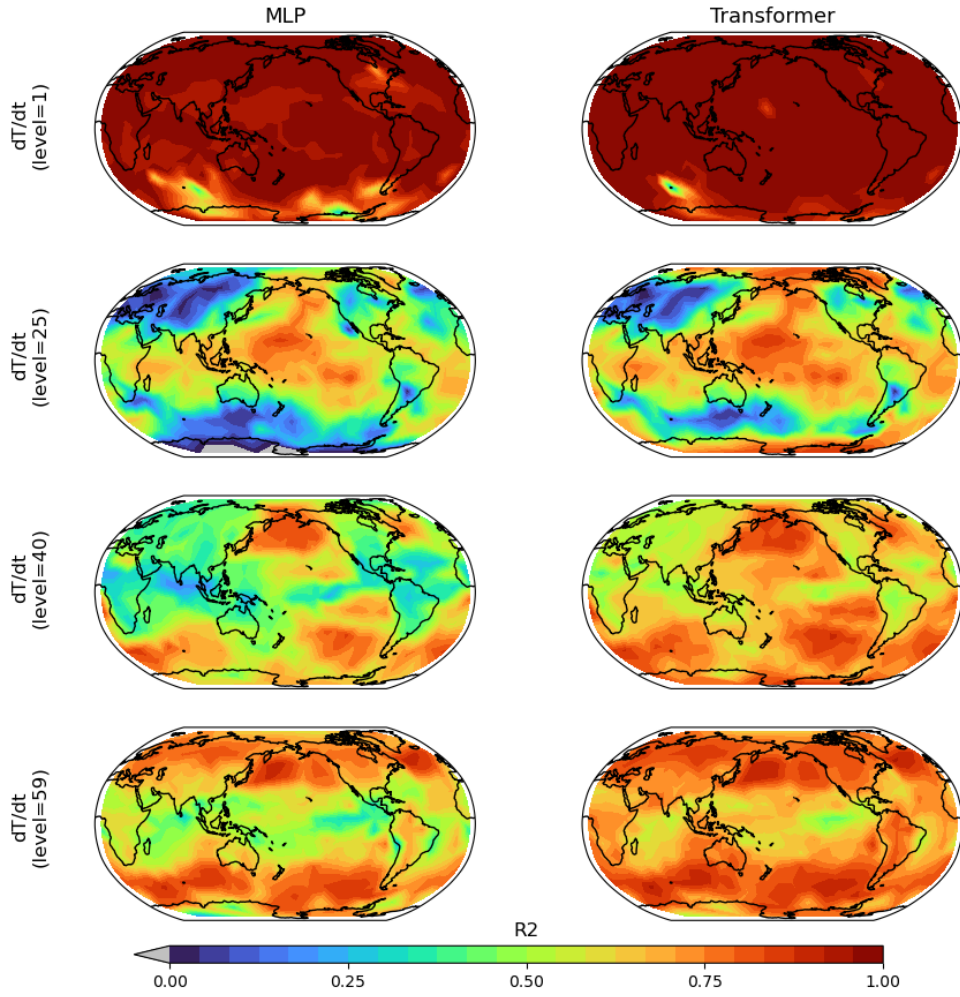 MLP
Transformer
dT/dt
(level=1)
dT/dt
(level=25)
dT/dt
(level=40)
dT/dt
(level=59)
R2
0.00
0.25
0.50
0.75
1.00